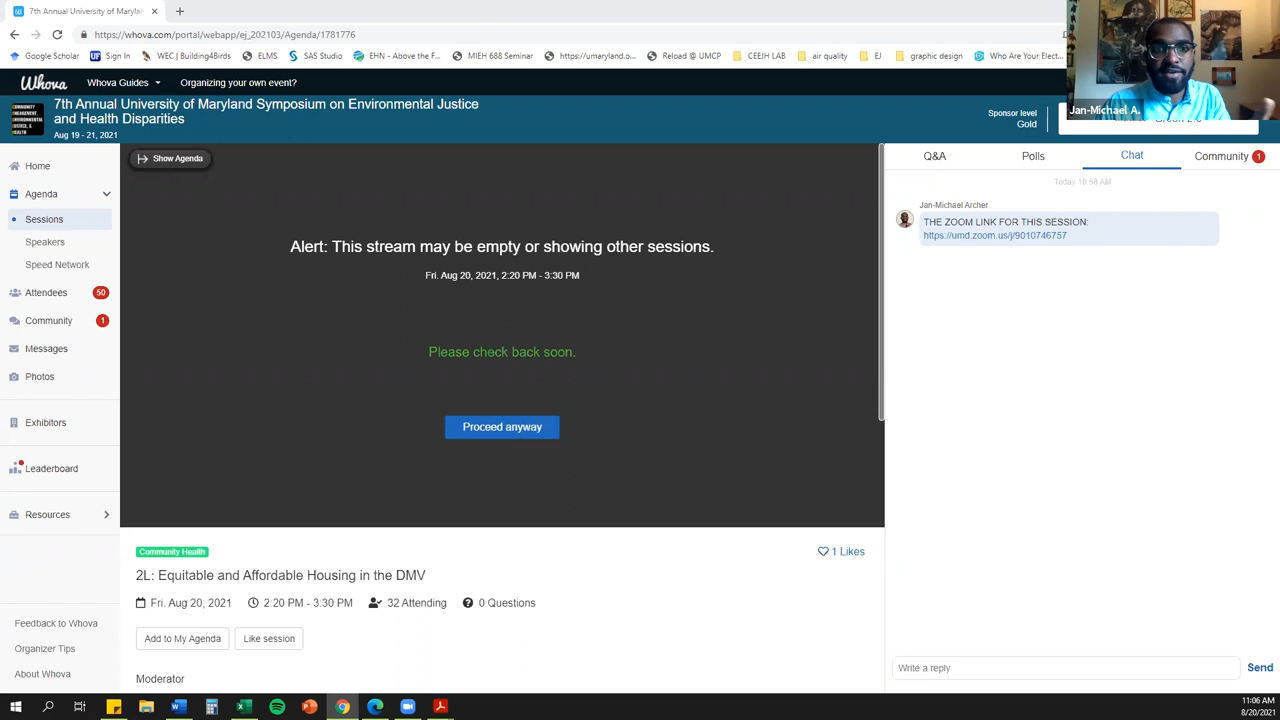 7th Annual University of Marylan
https://whova.com/portal/webapp/ej_202103/Agenda/1781776
Google Scholar
Sign In
WEC | Building4Birds
ELMS
SAS Studio
EHN - Above the F...
MIEH 688 Seminar
https://umaryland.o...
Reload @ UMCP
CEEJH LAB
air quality
EJ
graphic design
Who Are Your Elect...
Whova
Whova Guides
Organizing your own event?
7th Annual University of Maryland Symposium on Environmental Justice
and Health Disparities
Aug 19 - 21, 2021
COMMUNITY
ENGAGEMENT,
ENVIRONMENTAL
JUSTICE, &
HEALTH
Sponsor level
Gold
Jan-Michael A.
Home
Agenda
Sessions
Speakers
Speed Network
Attendees 50
Community 1
Messages
Photos
Exhibitors
Leaderboard
Resources
Feedback to Whova
Organizer Tips
About Whova
Show Agenda
Alert: This stream may be empty or showing other sessions.
Fri. Aug 20, 2021, 2:20 PM - 3:30 PM
Please check back soon.
Proceed anyway
Community Health
1 Likes
2L: Equitable and Affordable Housing in the DMV
Fri. Aug 20, 2021 2:20 PM - 3:30 PM 32 Attending 0 Questions
Add to My Agenda Like session
Moderator
Q&A Polls Chat Community 1
Today 10:58 AM
Jan-Michael Archer
THE ZOOM LINK FOR THIS SESSION:
https://umd.zoom.us/j/9010746757
Write a reply
Send
11:06 AM
8/20/2021